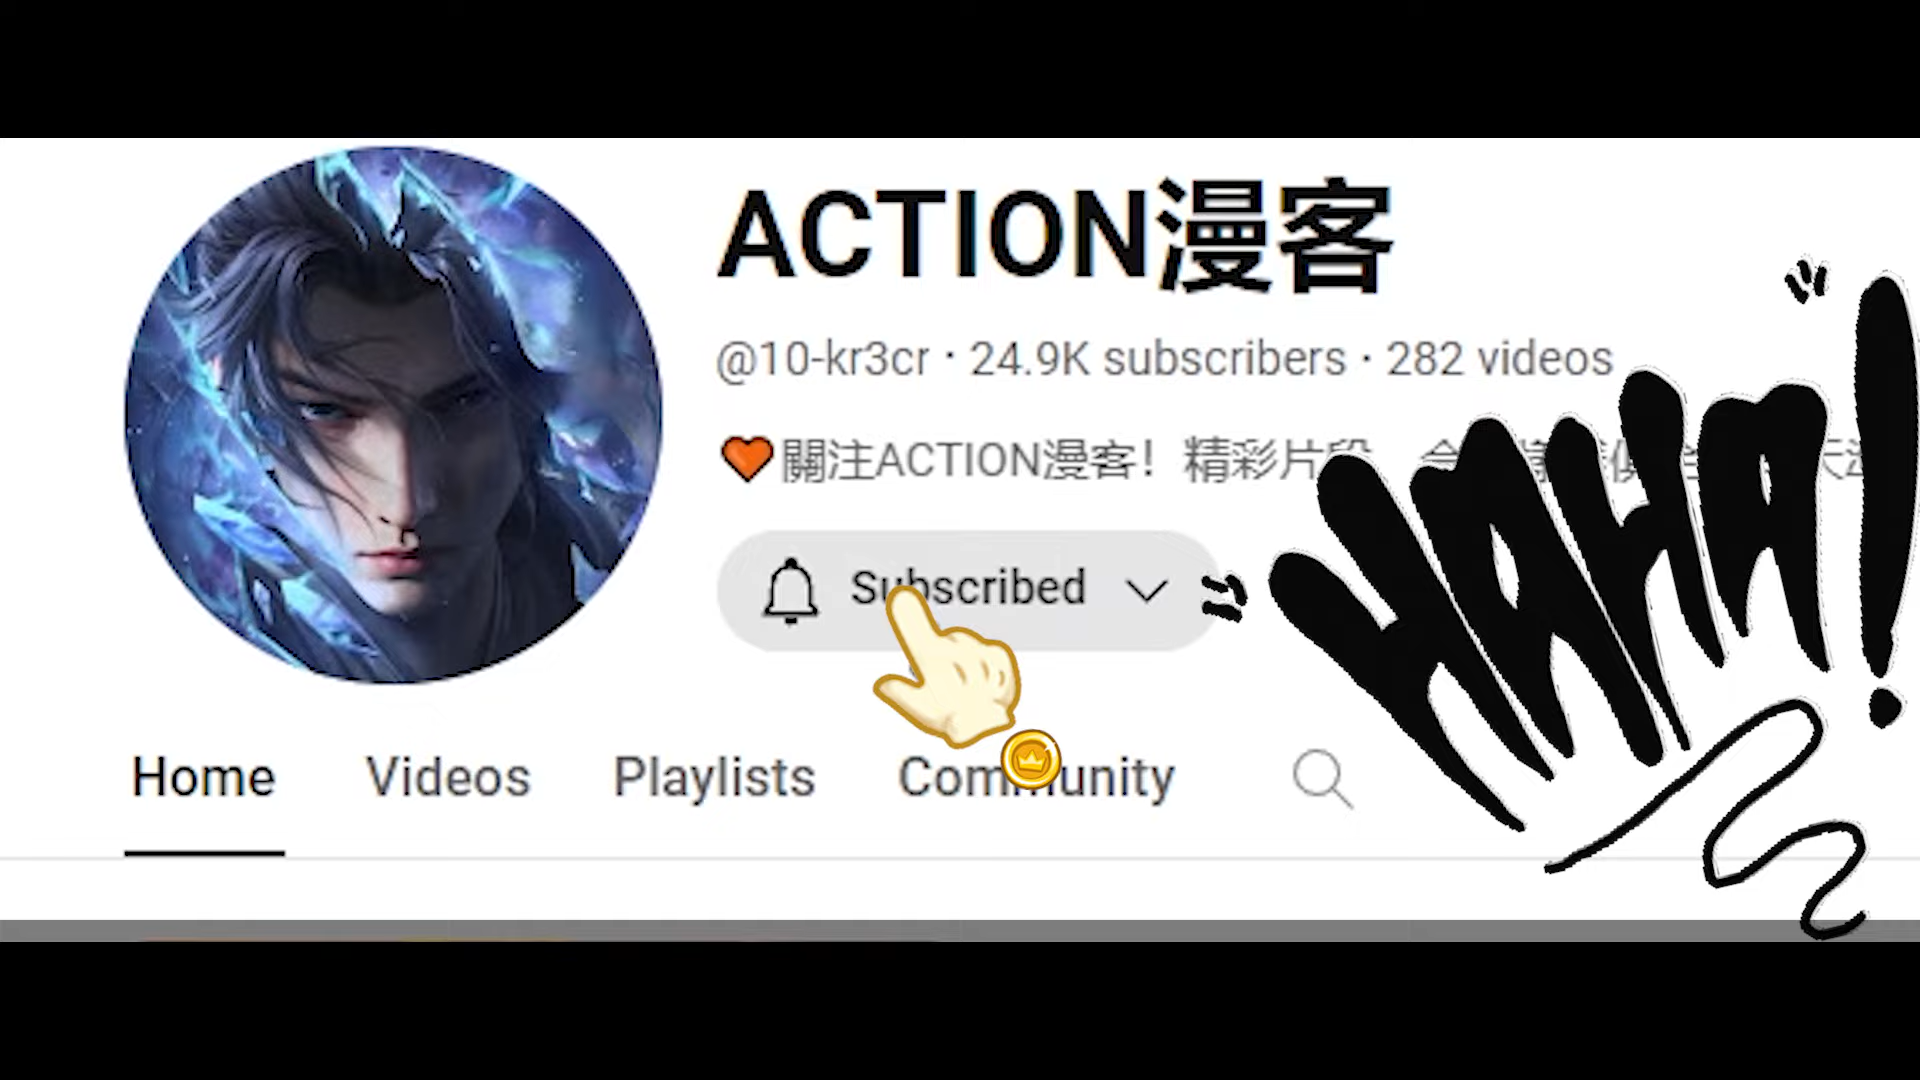 ACTION漫客
@10-kr3cr · 24.9K subscribers · 282 videos
🧡關注ACTION漫客！精彩片段
Subscribed
HAHA!
Home Videos Playlists Community